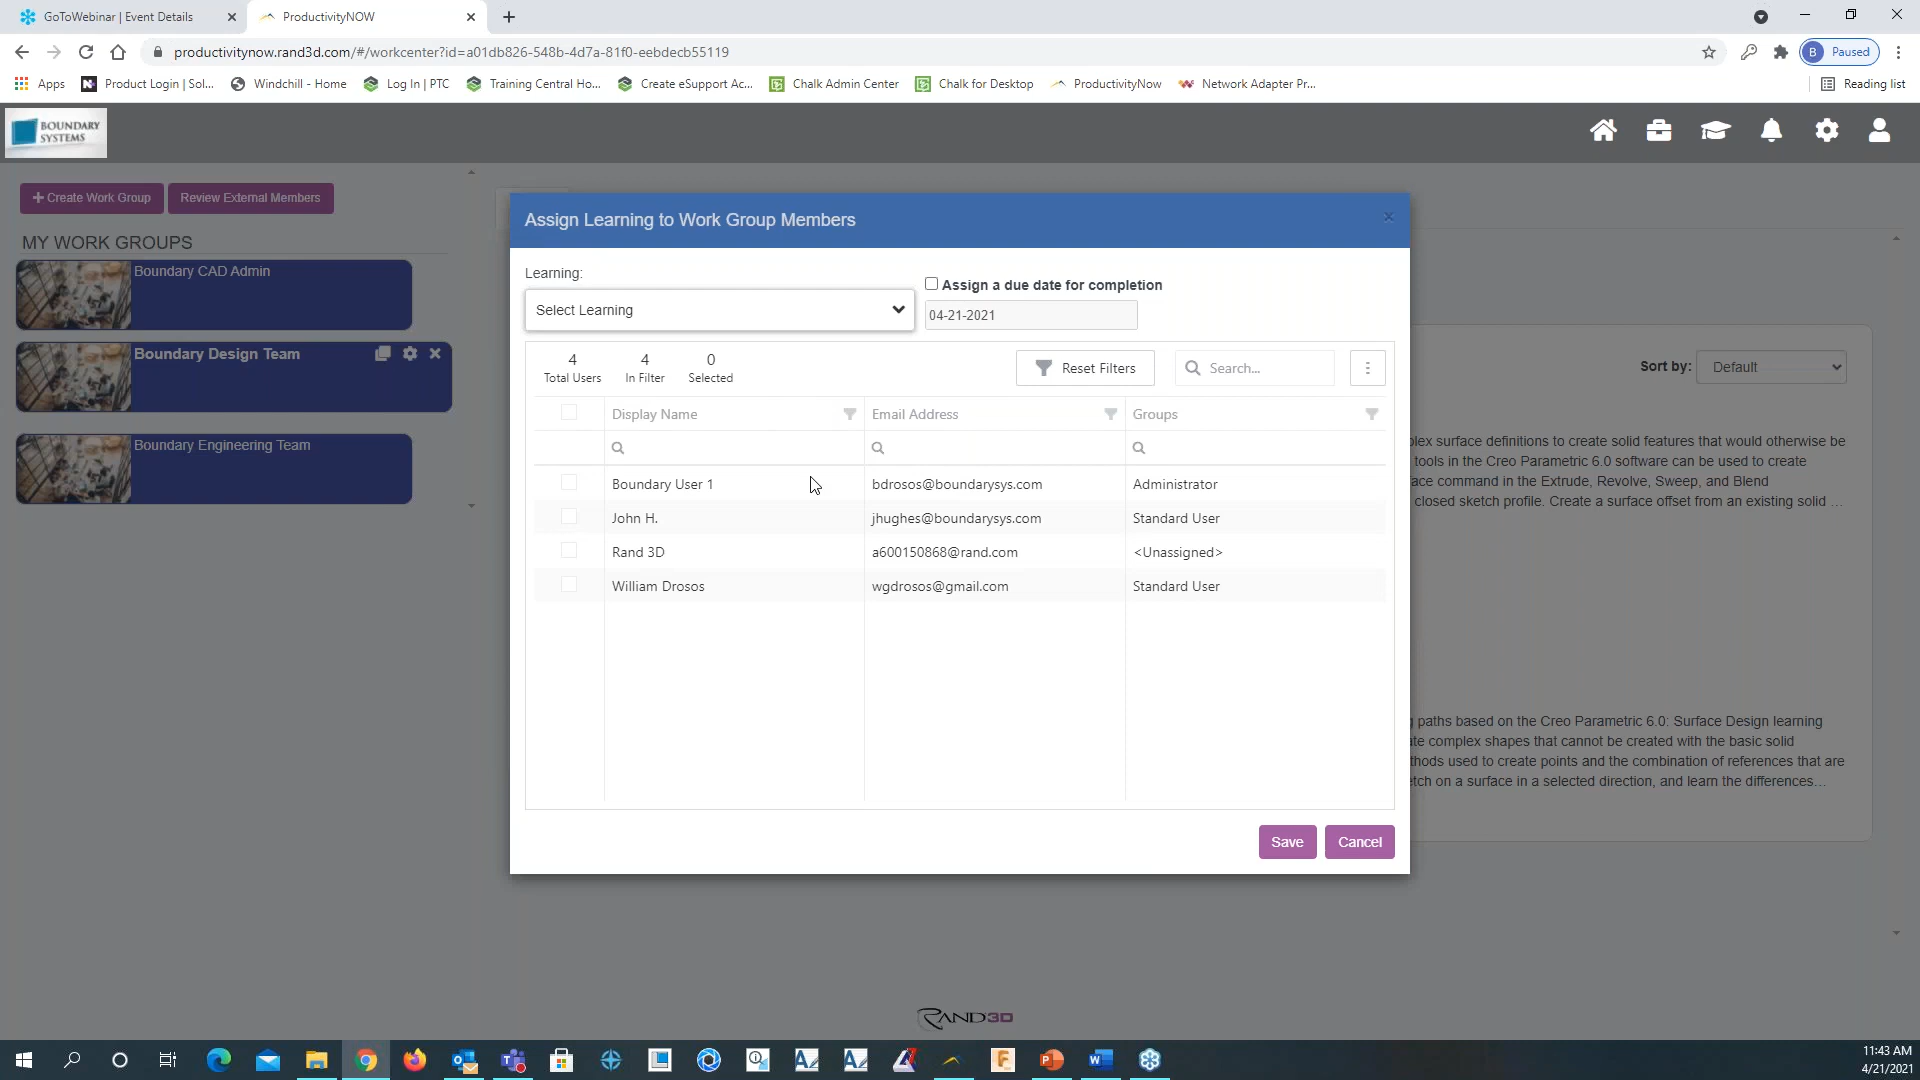 GoToWebinar | Event Details
ProductivityNOW
productivitynow.rand3d.com/#/workcenter?id=a01db826-548b-4d7a-81f0-eebdecb55119
B Paused
Apps
Product Login | Sol...
Windchill - Home
Log In | PTC
Training Central Ho...
Create eSupport Ac...
Chalk Admin Center
Chalk for Desktop
ProductivityNow
Network Adapter Pr...
Reading list
BOUNDARY
SYSTEMS
+ Create Work Group
Review External Members
MY WORK GROUPS
Boundary CAD Admin
Boundary Design Team
Boundary Engineering Team
Assign Learning to Work Group Members
Learning:
Select Learning
Assign a due date for completion
04-21-2021
4
Total Users
4
In Filter
0
Selected
Reset Filters
Search...
Display Name
Email Address
Groups
Boundary User 1
bdrosos@boundarysys.com
Administrator
John H.
jhughes@boundarysys.com
Standard User
Rand 3D
a600150868@rand.com
<Unassigned>
William Drosos
wgdrosos@gmail.com
Standard User
Save
Cancel
Sort by:
Default
lex surface definitions to create solid features that would otherwise be
tools in the Creo Parametric 6.0 software can be used to create
ace command in the Extrude, Revolve, Sweep, and Blend
closed sketch profile. Create a surface offset from an existing solid ...
paths based on the Creo Parametric 6.0: Surface Design learning
te complex shapes that cannot be created with the basic solid
thods used to create points and the combination of references that are
etch on a surface in a selected direction, and learn the differences...
RAND3D
11:43 AM
4/21/2021